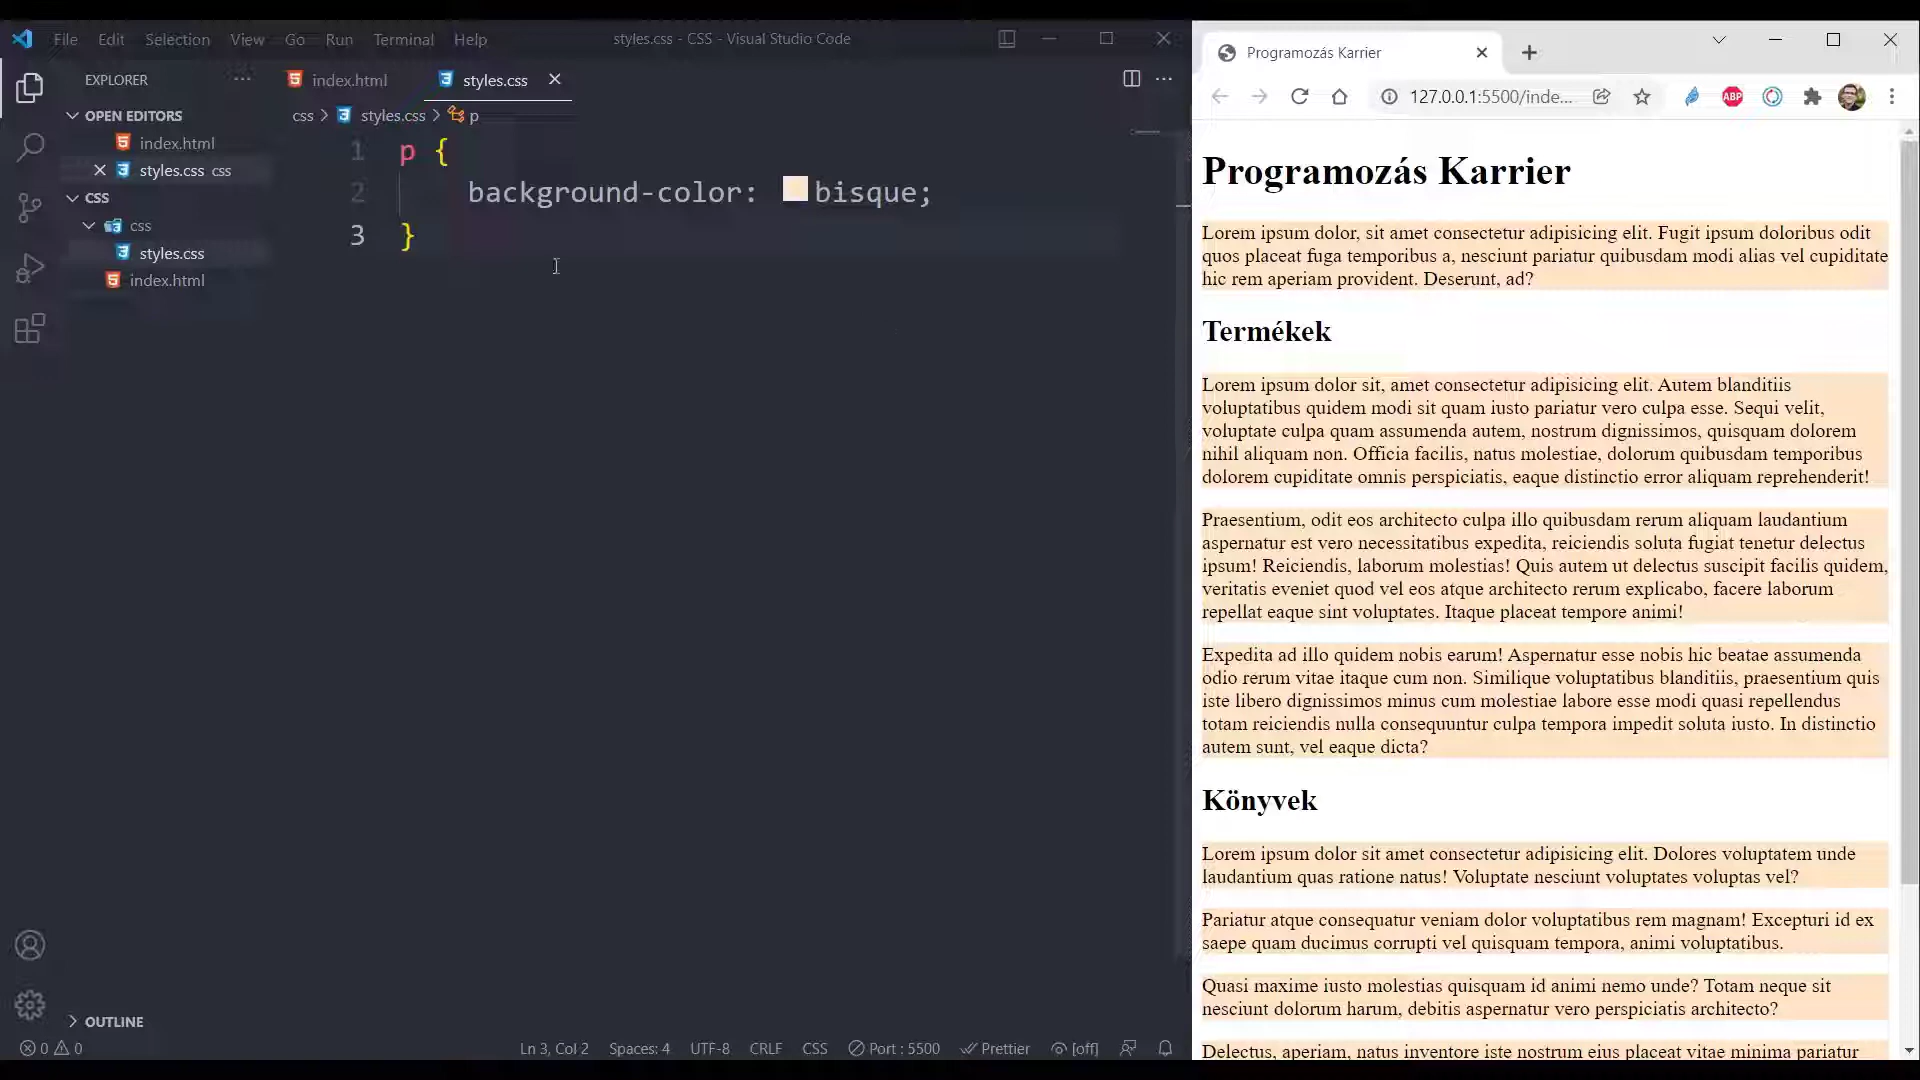 File Edit Selection View Go Run Terminal Help
styles.css - CSS - Visual Studio Code
EXPLORER
OPEN EDITORS
index.html
styles.css css
CSS
css
styles.css
index.html
OUTLINE
index.html
styles.css
css > styles.css > p
1 p {
2 background-color: bisque;
3 }
0 0
Ln 3, Col 2 Spaces: 4 UTF-8 CRLF CSS Port : 5500 Prettier [off]
Programozás Karrier
127.0.0.1:5500/inde...
ABP
Programozás Karrier
Lorem ipsum dolor, sit amet consectetur adipisicing elit. Fugit ipsum doloribus odit
quos placeat fuga temporibus a, nesciunt pariatur quibusdam modi alias vel cupiditate
hic rem aperiam provident. Deserunt, ad?
Termékek
Lorem ipsum dolor sit, amet consectetur adipisicing elit. Autem blanditiis
voluptatibus quidem modi sit quam iusto pariatur vero culpa esse. Sequi velit,
voluptate culpa quam assumenda autem, nostrum dignissimos, quisquam dolorem
nihil aliquam non. Officia facilis, natus molestiae, dolorum quibusdam temporibus
dolorem cupiditate omnis perspiciatis, eaque distinctio error aliquam reprehenderit!
Praesentium, odit eos architecto culpa illo quibusdam rerum aliquam laudantium
aspernatur est vero necessitatibus expedita, reiciendis soluta fugiat tenetur delectus
ipsum! Reiciendis, laborum molestias! Quis autem ut delectus suscipit facilis quidem,
veritatis eveniet quod vel eos atque architecto rerum explicabo, facere laborum
repellat eaque sint voluptates. Itaque placeat tempore animi!
Expedita ad illo quidem nobis earum! Aspernatur esse nobis hic beatae assumenda
odio rerum vitae itaque cum non. Similique voluptatibus blanditiis, praesentium quis
iste libero dignissimos minus cum molestiae labore esse modi quasi repellendus
totam reiciendis nulla consequuntur culpa tempora impedit soluta iusto. In distinctio
autem sunt, vel eaque dicta?
Könyvek
Lorem ipsum dolor sit amet consectetur adipisicing elit. Dolores voluptatem unde
laudantium quas ratione natus! Voluptate nesciunt voluptates voluptas vel?
Pariatur atque consequatur veniam dolor voluptatibus rem magnam! Excepturi id ex
saepe quam ducimus corrupti vel quisquam tempora, animi voluptatibus.
Quasi maxime iusto molestias quisquam id animi nemo unde? Totam neque sit
nesciunt dolorum harum, debitis aspernatur vero perspiciatis architecto?
Delectus, aperiam, natus inventore iste nostrum eius placeat vitae minima pariatur